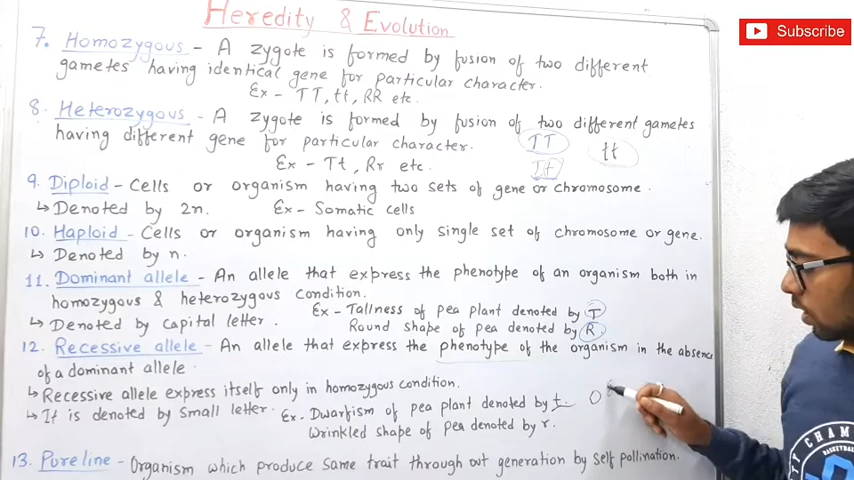 Heredity & Evolution
Subscribe
7. Homozygous - A zygote is formed by fusion of two different
gametes having identical gene for particular character.
Ex - TT, tt, RR etc.
8. Heterozygous - A zygote is formed by fusion of two different gametes
having different gene for particular character.
TT
tt
Ex - Tt, Rr etc.
Tt
9. Diploid - Cells or organism having two sets of gene or chromosome.
↳ Denoted by 2n. Ex - Somatic cells
10. Haploid - Cells or organism having only single set of chromosome or gene.
↳ Denoted by n.
11. Dominant allele - An allele that express the phenotype of an organism both in
homozygous & heterozygous condition.
Ex - Tallness of pea plant denoted by T
↳ Denoted by capital letter.
Round shape of pea denoted by R
12. Recessive allele - An allele that express the phenotype of the organism in the absence
of a dominant allele.
↳ Recessive allele express itself only in homozygous condition.
↳ It is denoted by small letter. Ex. Dwarfism of pea plant denoted by t.
Wrinkled shape of pea denoted by r.
13. Pureline - Organism which produce same trait through out generation by self pollination.
CHAM
BASKETBALL